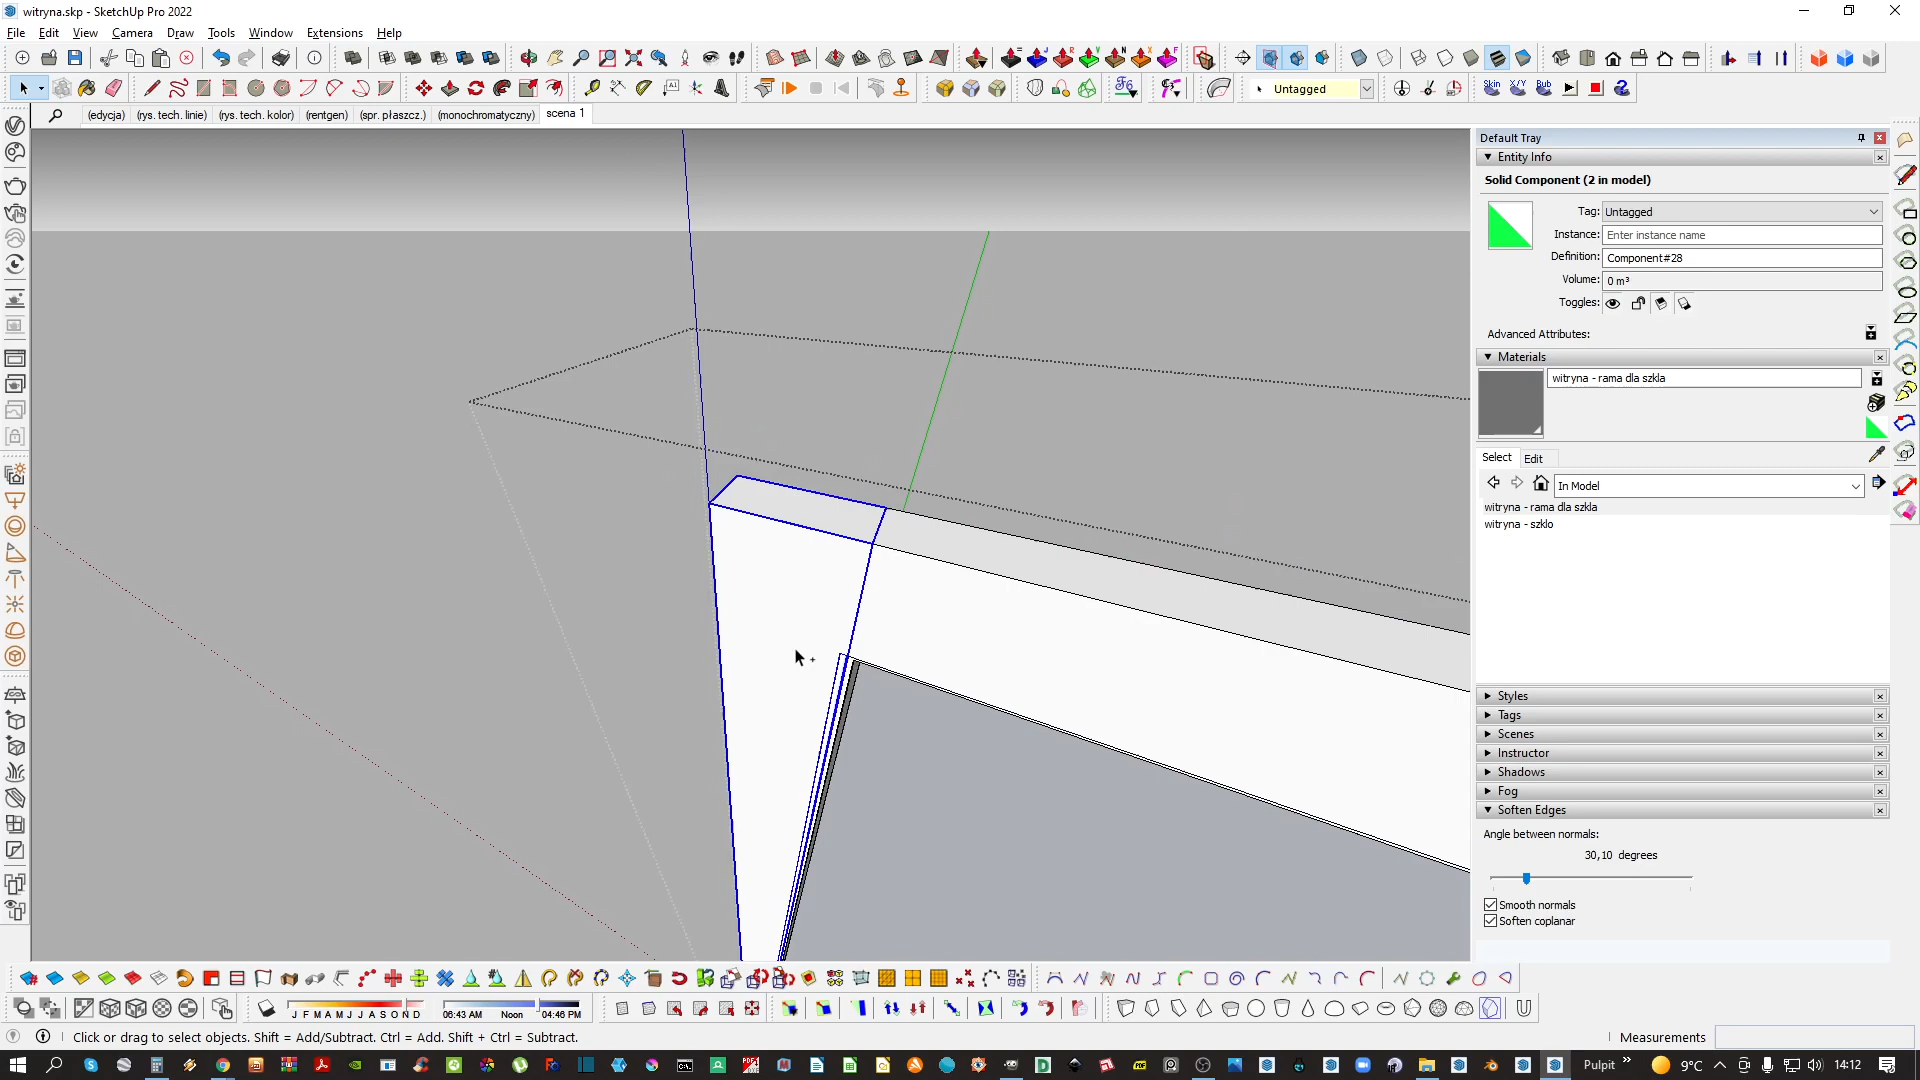 witryna.skp - SketchUp Pro 2022
File Edit View Camera Draw Tools Window Extensions Help
Untagged
Skin X/Y Bub
(edycja) (rys. tech. linie) (rys. tech. kolor) (rentgen) (spr. płaszcz.) (monochromatyczny) scena 1
Default Tray
Entity Info
Solid Component (2 in model)
Tag: Untagged
Instance: Enter instance name
Definition: Component#28
Volume: 0 m³
Toggles:
Advanced Attributes:
Materials
witryna - rama dla szkla
Select Edit
In Model
witryna - rama dla szkla
witryna - szklo
Styles
Tags
Scenes
Instructor
Shadows
Fog
Soften Edges
Angle between normals:
30,10 degrees
Smooth normals
Soften coplanar
J F M A M J J A S O N D 06:43 AM Noon 04:46 PM
Click or drag to select objects. Shift = Add/Subtract. Ctrl = Add. Shift + Ctrl = Subtract.
Measurements
Pulpit 9°C 14:12